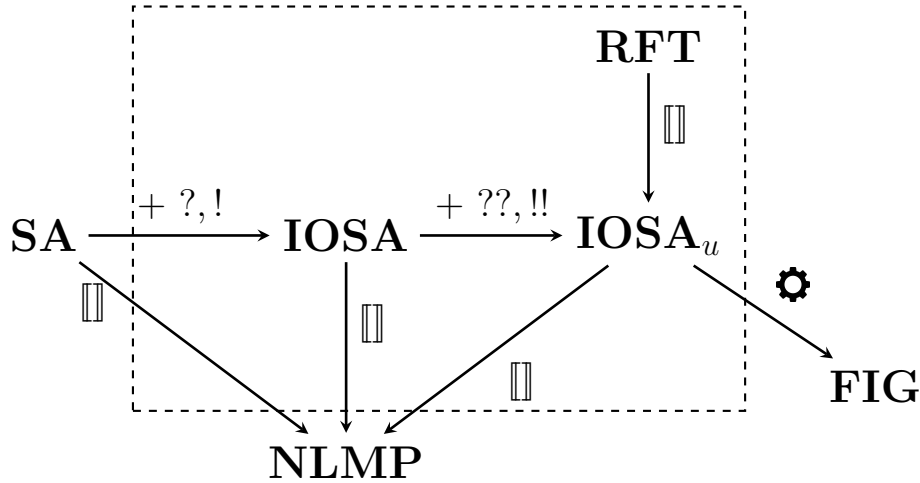 RFT
⟦⟧
+ ?, !
+ ??, !!
SA
IOSA
IOSA_u
⟦⟧
⟦⟧
⟦⟧
FIG
NLMP